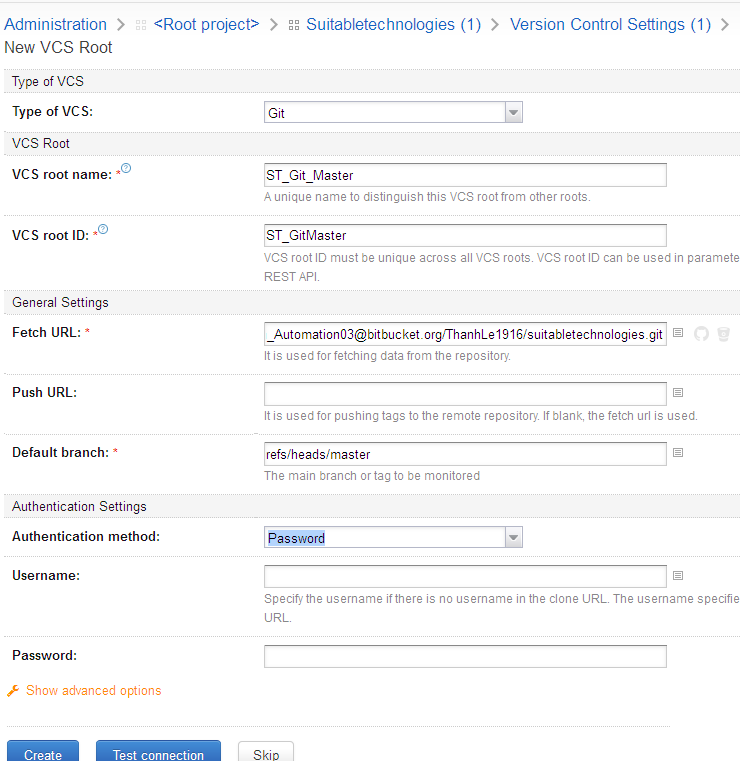 Administration > <Root project> > Suitabletechnologies (1) > Version Control Settings (1) >
New VCS Root
Type of VCS
Type of VCS: Git
VCS Root
VCS root name: * ST_Git_Master
A unique name to distinguish this VCS root from other roots.
VCS root ID: * ST_GitMaster
VCS root ID must be unique across all VCS roots. VCS root ID can be used in paramete
REST API.
General Settings
Fetch URL: * _Automation03@bitbucket.org/ThanhLe1916/suitabletechnologies.git
It is used for fetching data from the repository.
Push URL:
It is used for pushing tags to the remote repository. If blank, the fetch url is used.
Default branch: * refs/heads/master
The main branch or tag to be monitored
Authentication Settings
Authentication method: Password
Username:
Specify the username if there is no username in the clone URL. The username specifie
URL.
Password:
Show advanced options
Create Test connection Skip